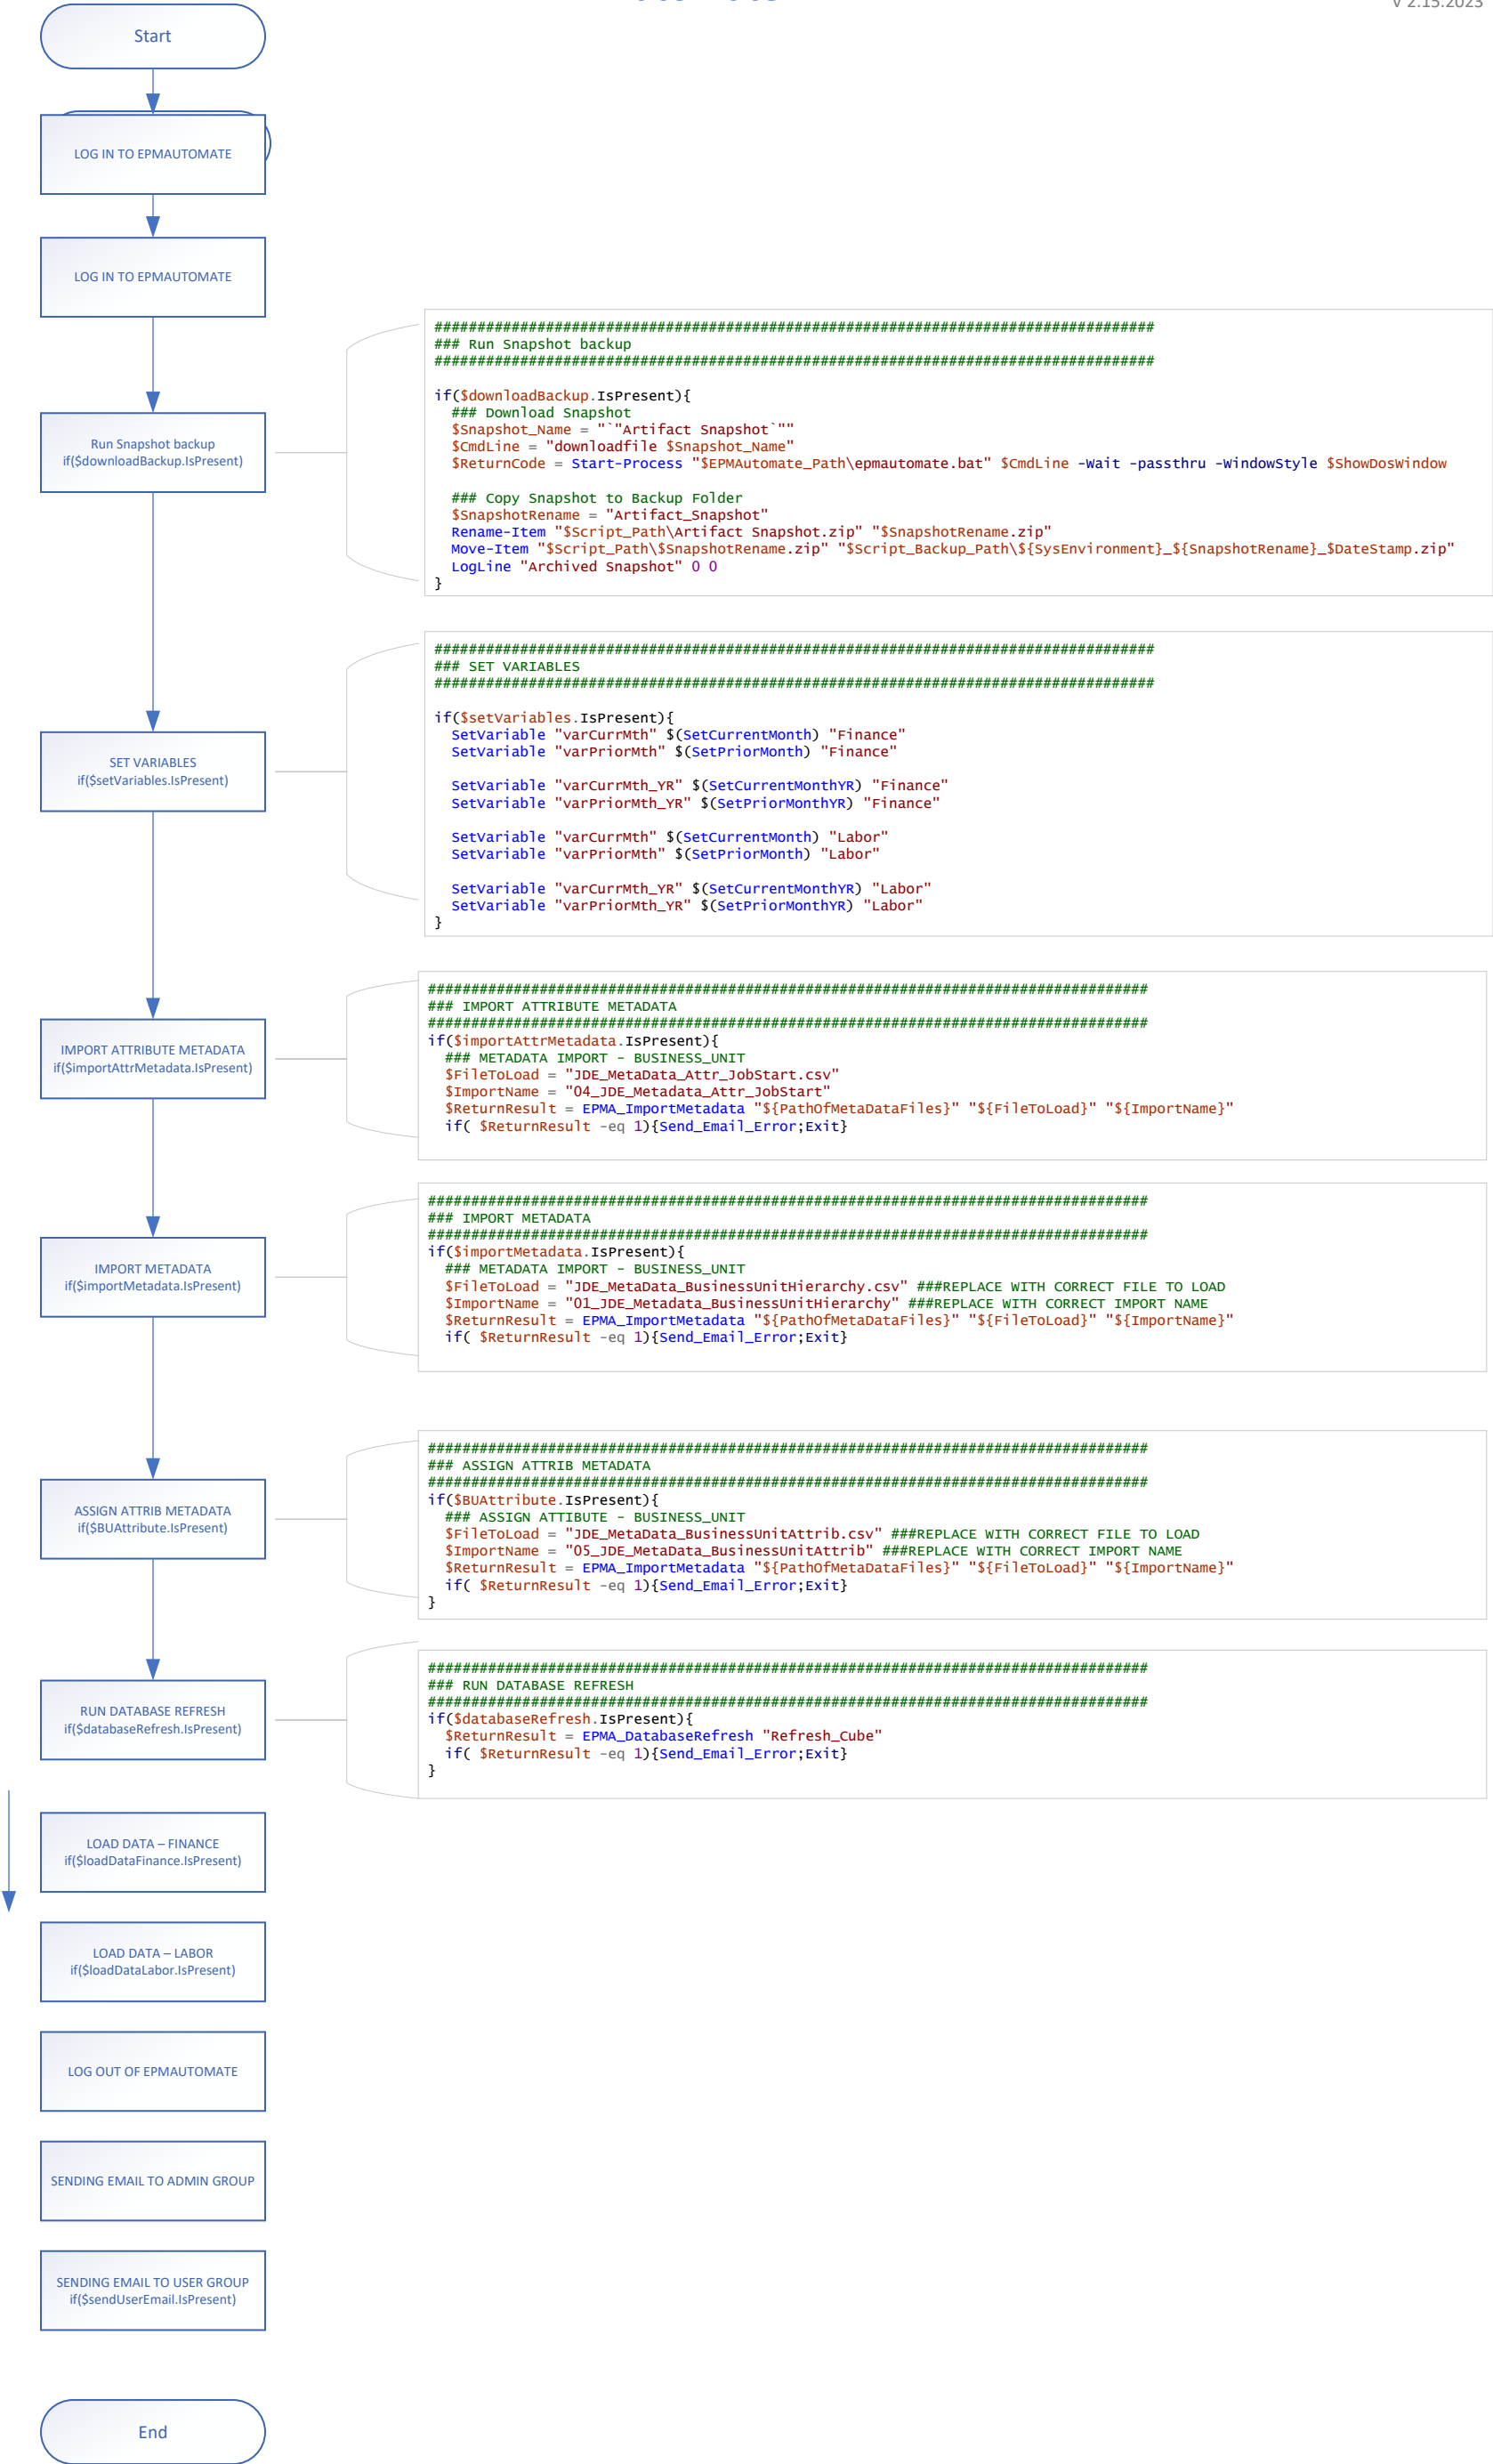 v 2.15.2023
Start
LOG IN TO EPMAUTOMATE
LOG IN TO EPMAUTOMATE
Run Snapshot backup
if($downloadBackup.IsPresent)
###################################################################################
### Run Snapshot backup
###################################################################################
if($downloadBackup.IsPresent){
### Download Snapshot
$Snapshot_Name = "`"Artifact Snapshot`""
$CmdLine = "downloadfile $Snapshot_Name"
$ReturnCode = Start-Process "$EPMAutomate_Path\epmautomate.bat" $CmdLine -Wait -passthru -WindowStyle $ShowDosWindow
### Copy Snapshot to Backup Folder
$SnapshotRename = "Artifact_Snapshot"
Rename-Item "$Script_Path\Artifact Snapshot.zip" "$SnapshotRename.zip"
Move-Item "$Script_Path\$SnapshotRename.zip" "$Script_Backup_Path\${SysEnvironment}_${SnapshotRename}_$DateStamp.zip"
LogLine "Archived Snapshot" 0 0
}
SET VARIABLES
if($setVariables.IsPresent)
###################################################################################
### SET VARIABLES
###################################################################################
if($setVariables.IsPresent){
SetVariable "varCurrMth" $(SetCurrentMonth) "Finance"
SetVariable "varPriorMth" $(SetPriorMonth) "Finance"
SetVariable "varCurrMth_YR" $(SetCurrentMonthYR) "Finance"
SetVariable "varPriorMth_YR" $(SetPriorMonthYR) "Finance"
SetVariable "varCurrMth" $(SetCurrentMonth) "Labor"
SetVariable "varPriorMth" $(SetPriorMonth) "Labor"
SetVariable "varCurrMth_YR" $(SetCurrentMonthYR) "Labor"
SetVariable "varPriorMth_YR" $(SetPriorMonthYR) "Labor"
}
IMPORT ATTRIBUTE METADATA
if($importAttrMetadata.IsPresent)
###################################################################################
### IMPORT ATTRIBUTE METADATA
###################################################################################
if($importAttrMetadata.IsPresent){
### METADATA IMPORT - BUSINESS_UNIT
$FileToLoad = "JDE_MetaData_Attr_JobStart.csv"
$ImportName = "04_JDE_Metadata_Attr_JobStart"
$ReturnResult = EPMA_ImportMetadata "${PathOfMetaDataFiles}" "${FileToLoad}" "${ImportName}"
if( $ReturnResult -eq 1){Send_Email_Error;Exit}
IMPORT METADATA
if($importMetadata.IsPresent)
###################################################################################
### IMPORT METADATA
###################################################################################
if($importMetadata.IsPresent){
### METADATA IMPORT - BUSINESS_UNIT
$FileToLoad = "JDE_MetaData_BusinessUnitHierarchy.csv" ###REPLACE WITH CORRECT FILE TO LOAD
$ImportName = "01_JDE_Metadata_BusinessUnitHierarchy" ###REPLACE WITH CORRECT IMPORT NAME
$ReturnResult = EPMA_ImportMetadata "${PathOfMetaDataFiles}" "${FileToLoad}" "${ImportName}"
if( $ReturnResult -eq 1){Send_Email_Error;Exit}
ASSIGN ATTRIB METADATA
if($BUAttribute.IsPresent)
###################################################################################
### ASSIGN ATTRIB METADATA
###################################################################################
if($BUAttribute.IsPresent){
### ASSIGN ATTIBUTE - BUSINESS_UNIT
$FileToLoad = "JDE_MetaData_BusinessUnitAttrib.csv" ###REPLACE WITH CORRECT FILE TO LOAD
$ImportName = "05_JDE_MetaData_BusinessUnitAttrib" ###REPLACE WITH CORRECT IMPORT NAME
$ReturnResult = EPMA_ImportMetadata "${PathOfMetaDataFiles}" "${FileToLoad}" "${ImportName}"
if( $ReturnResult -eq 1){Send_Email_Error;Exit}
}
RUN DATABASE REFRESH
if($databaseRefresh.IsPresent)
###################################################################################
### RUN DATABASE REFRESH
###################################################################################
if($databaseRefresh.IsPresent){
$ReturnResult = EPMA_DatabaseRefresh "Refresh_Cube"
if( $ReturnResult -eq 1){Send_Email_Error;Exit}
}
LOAD DATA – FINANCE
if($loadDataFinance.IsPresent)
LOAD DATA – LABOR
if($loadDataLabor.IsPresent)
LOG OUT OF EPMAUTOMATE
SENDING EMAIL TO ADMIN GROUP
SENDING EMAIL TO USER GROUP
if($sendUserEmail.IsPresent)
End